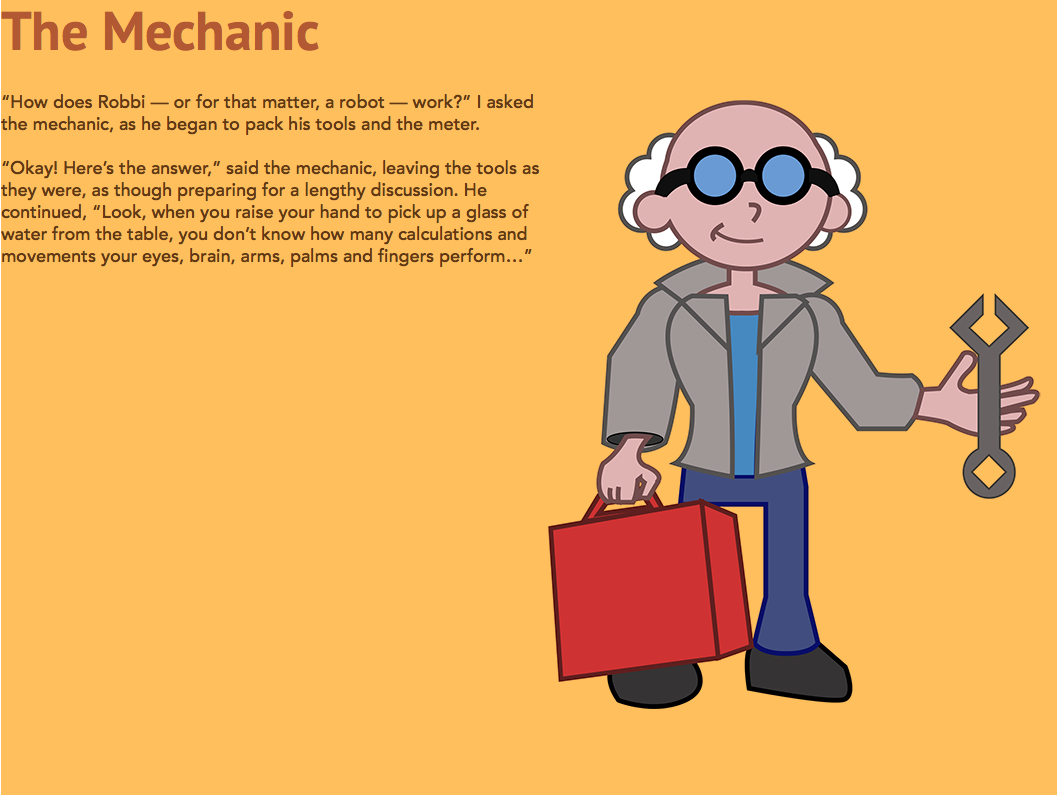 The Mechanic
“How does Robbi — or for that matter, a robot — work?” I asked
the mechanic, as he began to pack his tools and the meter.
“Okay! Here’s the answer,” said the mechanic, leaving the tools as
they were, as though preparing for a lengthy discussion. He
continued, “Look, when you raise your hand to pick up a glass of
water from the table, you don’t know how many calculations and
movements your eyes, brain, arms, palms and fingers perform…”